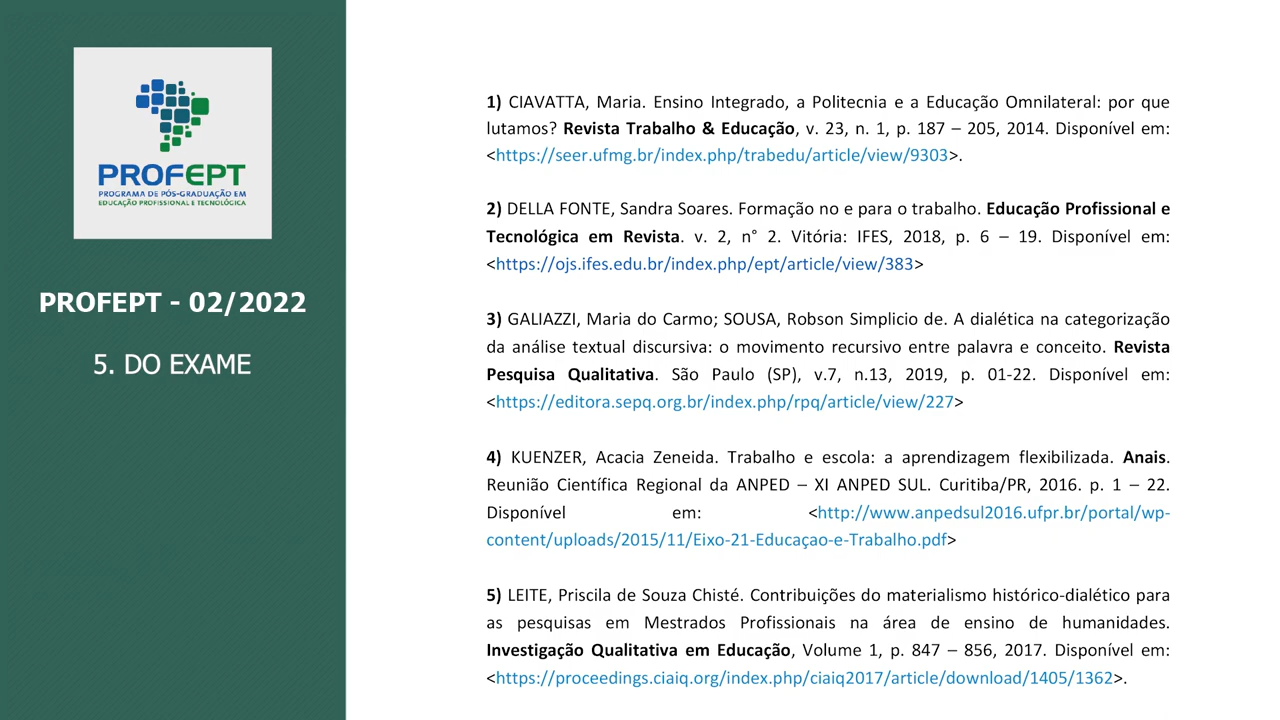 PROFEPT
PROGRAMA DE PÓS-GRADUAÇÃO EM
EDUCAÇÃO PROFISSIONAL E TECNOLÓGICA
PROFEPT - 02/2022
5. DO EXAME
1) CIAVATTA, Maria. Ensino Integrado, a Politecnia e a Educação Omnilateral: por que
lutamos? Revista Trabalho & Educação, v. 23, n. 1, p. 187 – 205, 2014. Disponível em:
<https://seer.ufmg.br/index.php/trabedu/article/view/9303>.
2) DELLA FONTE, Sandra Soares. Formação no e para o trabalho. Educação Profissional e
Tecnológica em Revista. v. 2, n° 2. Vitória: IFES, 2018, p. 6 – 19. Disponível em:
<https://ojs.ifes.edu.br/index.php/ept/article/view/383>
3) GALIAZZI, Maria do Carmo; SOUSA, Robson Simplicio de. A dialética na categorização
da análise textual discursiva: o movimento recursivo entre palavra e conceito. Revista
Pesquisa Qualitativa. São Paulo (SP), v.7, n.13, 2019, p. 01-22. Disponível em:
<https://editora.sepq.org.br/index.php/rpq/article/view/227>
4) KUENZER, Acacia Zeneida. Trabalho e escola: a aprendizagem flexibilizada. Anais.
Reunião Científica Regional da ANPED – XI ANPED SUL. Curitiba/PR, 2016. p. 1 – 22.
Disponível em: <http://www.anpedsul2016.ufpr.br/portal/wp-
content/uploads/2015/11/Eixo-21-Educaçao-e-Trabalho.pdf>
5) LEITE, Priscila de Souza Chisté. Contribuições do materialismo histórico-dialético para
as pesquisas em Mestrados Profissionais na área de ensino de humanidades.
Investigação Qualitativa em Educação, Volume 1, p. 847 – 856, 2017. Disponível em:
<https://proceedings.ciaiq.org/index.php/ciaiq2017/article/download/1405/1362>.